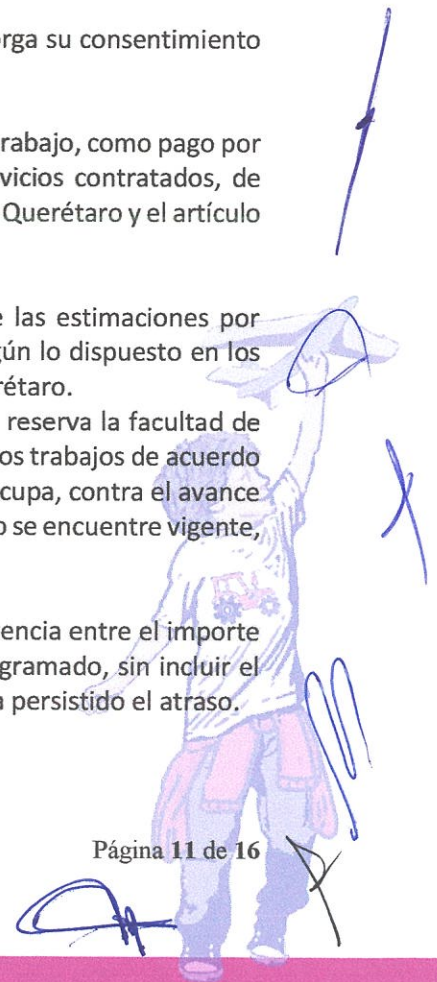 orga su consentimiento
rabajo, como pago por
vicios contratados, de
Querétaro y el artículo
e las estimaciones por
gún lo dispuesto en los
rétaro.
reserva la facultad de
os trabajos de acuerdo
cupa, contra el avance
o se encuentre vigente,
encia entre el importe
gramado, sin incluir el
a persistido el atraso.
Página 11 de 16